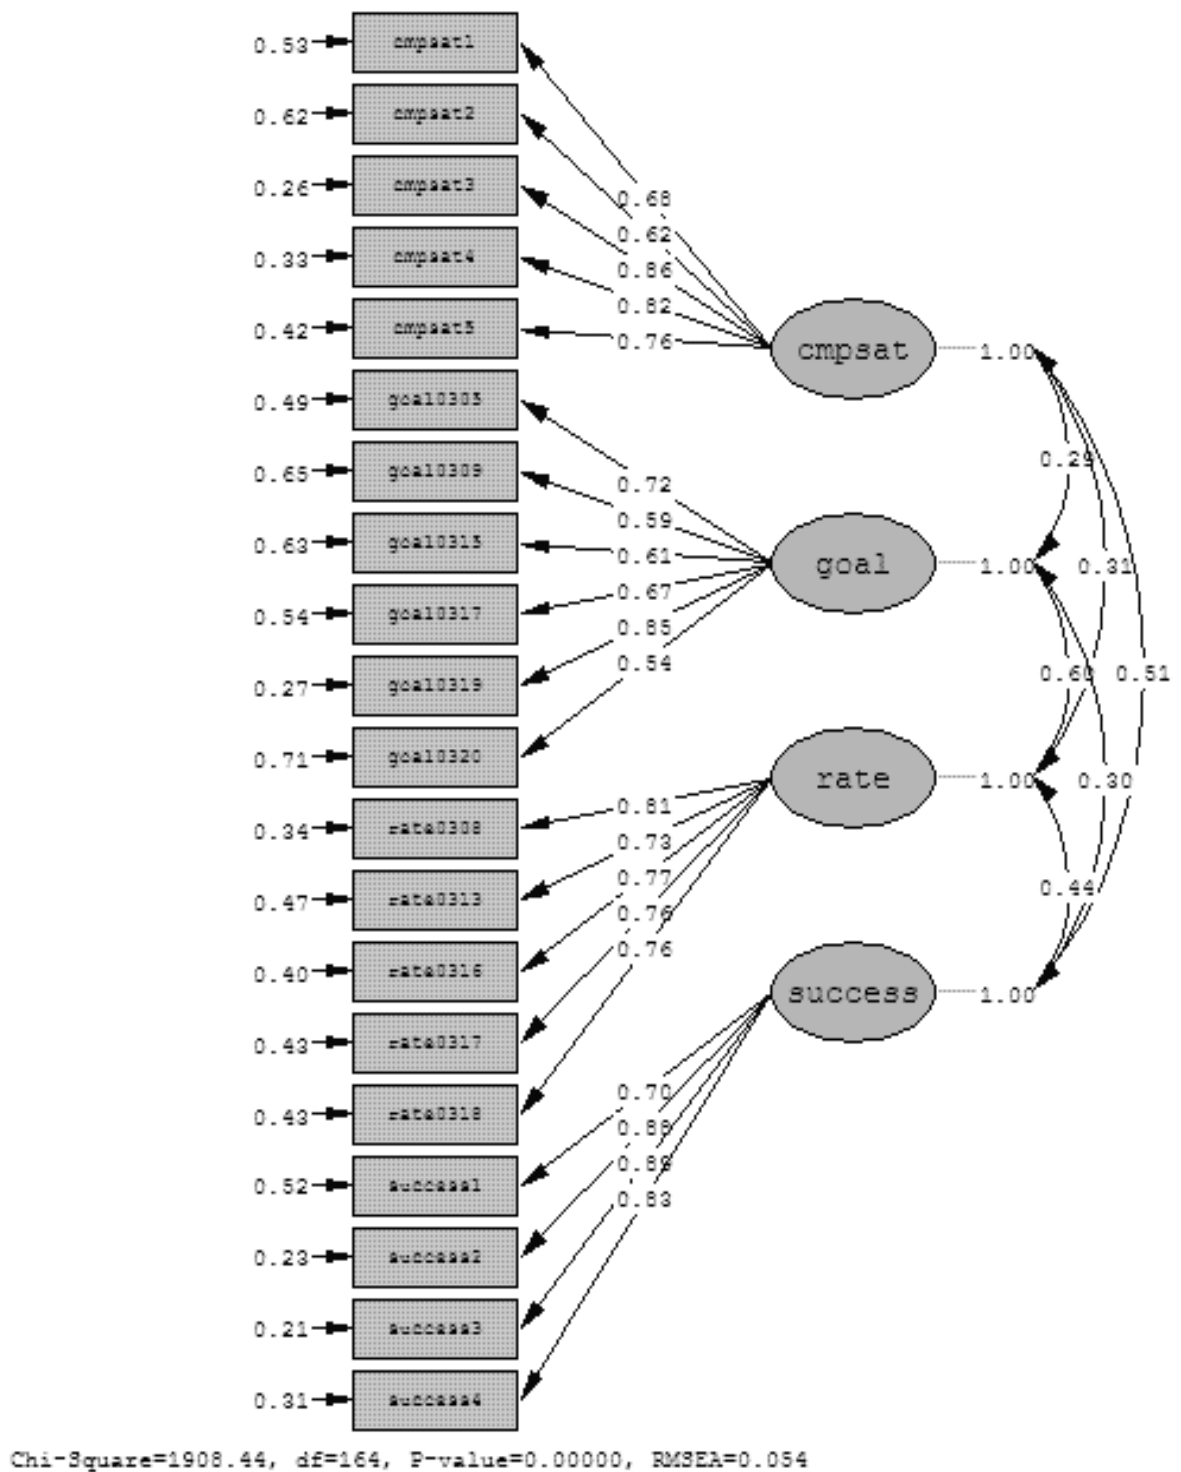 0.53 cmpsat1
0.62 cmpsat2
0.26 cmpsat3
0.33 cmpsat4
0.42 cmpsat5
0.49 goal0305
0.65 goal0309
0.63 goal0315
0.54 goal0317
0.27 goal0319
0.71 goal0320
0.34 rate0308
0.47 rate0313
0.40 rate0316
0.43 rate0317
0.43 rate0318
0.52 success1
0.23 success2
0.21 success3
0.31 success4
0.68
0.62
0.86
0.82
0.76
0.72
0.59
0.61
0.67
0.85
0.54
0.81
0.73
0.77
0.76
0.76
0.70
0.88
0.89
0.83
cmpsat 1.00
goal 1.00
rate 1.00
success 1.00
0.29
0.31
0.60
0.51
0.30
0.44
Chi-Square=1908.44, df=164, P-value=0.00000, RMSEA=0.054